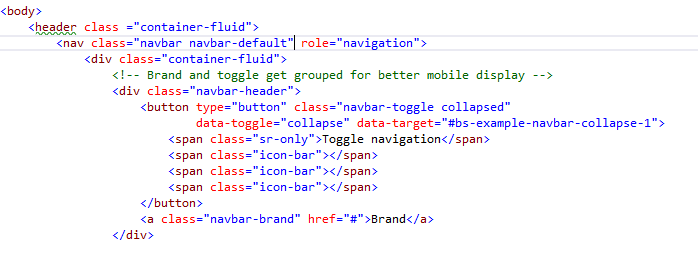 <body>
<header class ="container-fluid">
<nav class="navbar navbar-default" role="navigation">
<div class="container-fluid">
<!-- Brand and toggle get grouped for better mobile display -->
<div class="navbar-header">
<button type="button" class="navbar-toggle collapsed"
data-toggle="collapse" data-target="#bs-example-navbar-collapse-1">
<span class="sr-only">Toggle navigation</span>
<span class="icon-bar"></span>
<span class="icon-bar"></span>
<span class="icon-bar"></span>
</button>
<a class="navbar-brand" href="#">Brand</a>
</div>